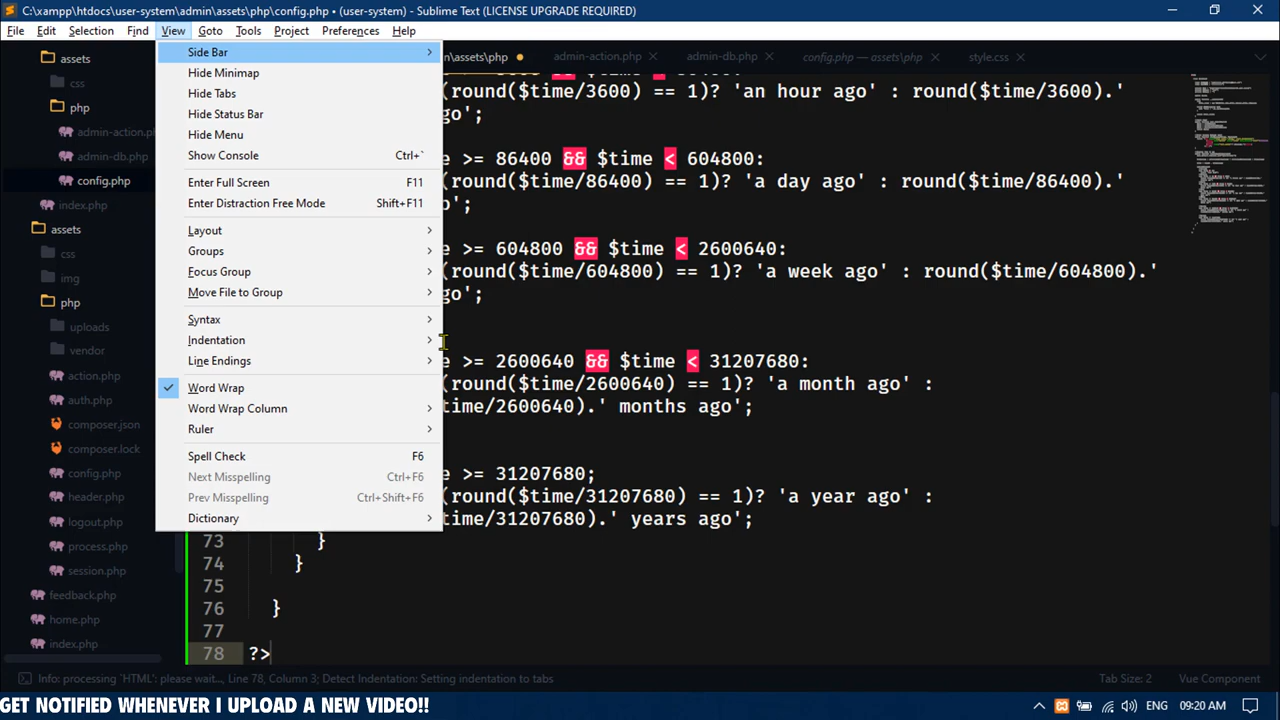 C:\xampp\htdocs\user-system\admin\assets\php\config.php • (user-system) - Sublime Text (LICENSE UPGRADE REQUIRED)
File Edit Selection Find View Goto Tools Project Preferences Help
n\assets\php admin-action.php admin-db.php config.php — assets\php style.css
assets
css
php
admin-action.ph
admin-db.php
config.php
index.php
assets
css
img
php
uploads
vendor
action.php
auth.php
composer.json
composer.lock
config.php
header.php
logout.php
process.php
session.php
feedback.php
home.php
index.php
Side Bar
Hide Minimap
Hide Tabs
Hide Status Bar
Hide Menu
Show Console Ctrl+`
Enter Full Screen F11
Enter Distraction Free Mode Shift+F11
Layout
Groups
Focus Group
Move File to Group
Syntax
Indentation
Line Endings
Word Wrap
Word Wrap Column
Ruler
Spell Check F6
Next Misspelling Ctrl+F6
Prev Misspelling Ctrl+Shift+F6
Dictionary
(round($time/3600) == 1)? 'an hour ago' : round($time/3600).'
go';
e >= 86400 && $time < 604800:
(round($time/86400) == 1)? 'a day ago' : round($time/86400).'
o';
e >= 604800 && $time < 2600640:
(round($time/604800) == 1)? 'a week ago' : round($time/604800).'
go';
e >= 2600640 && $time < 31207680:
(round($time/2600640) == 1)? 'a month ago' :
time/2600640).' months ago';
e >= 31207680;
(round($time/31207680) == 1)? 'a year ago' :
time/31207680).' years ago';
73 }
74 }
75
76 }
77
78 ?>
Info: processing `HTML`: please wait..., Line 78, Column 3; Detect Indentation: Setting indentation to tabs Tab Size: 2 Vue Component
GET NOTIFIED WHENEVER I UPLOAD A NEW VIDEO!! ENG 09:20 AM